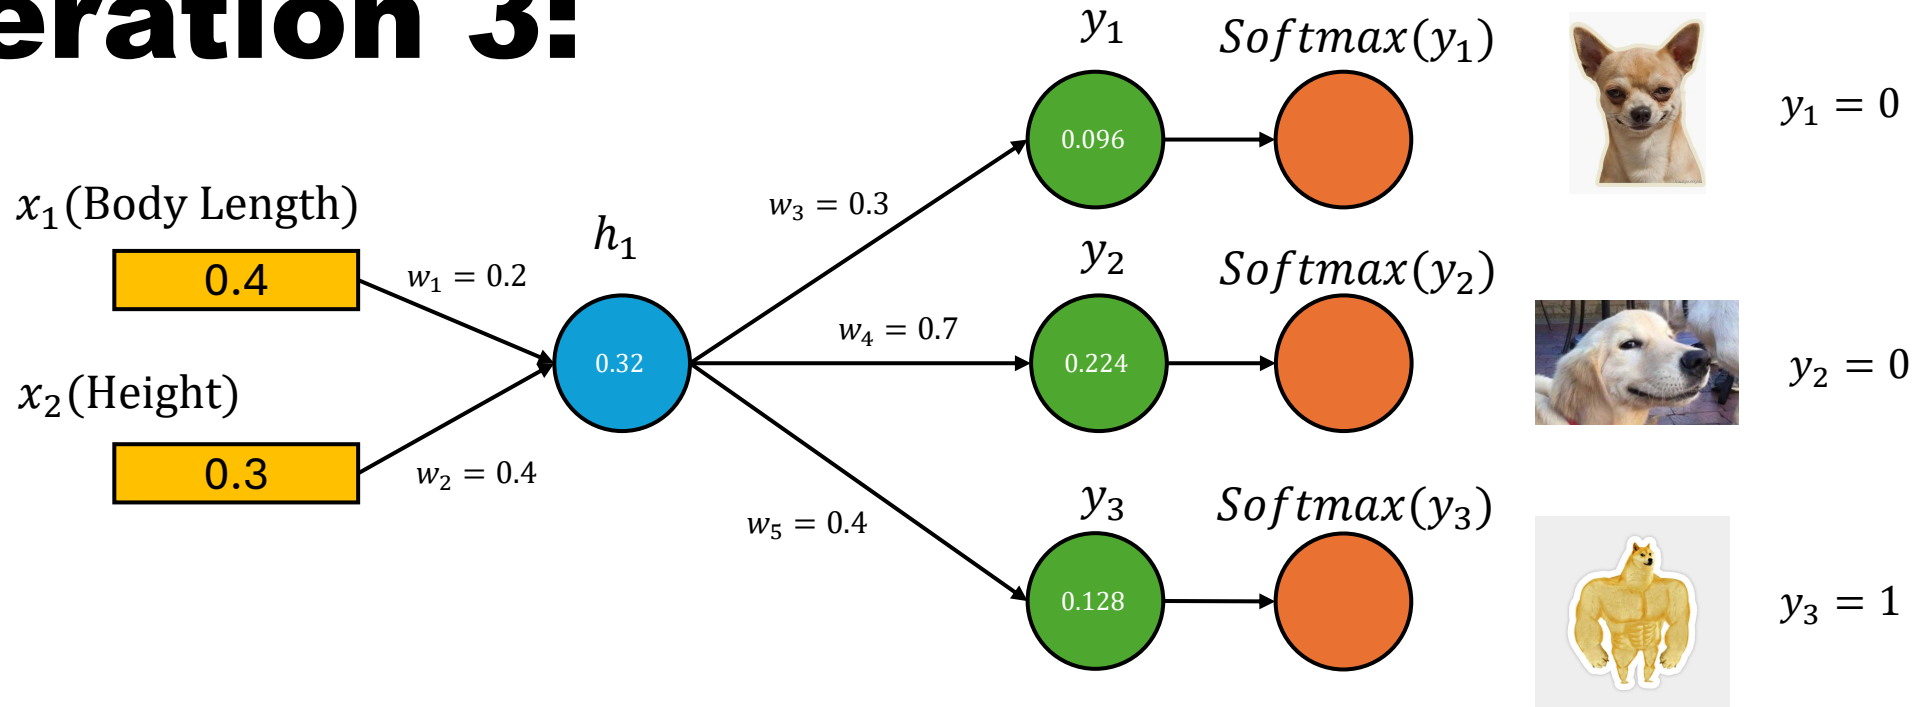 eration 3:
y₁
Softmax(y₁)
0.096
y₁ = 0
x₁(Body Length)
0.4
w₁ = 0.2
h₁
0.32
w₃ = 0.3
y₂
Softmax(y₂)
w₄ = 0.7
0.224
y₂ = 0
x₂(Height)
0.3
w₂ = 0.4
w₅ = 0.4
y₃
Softmax(y₃)
0.128
y₃ = 1